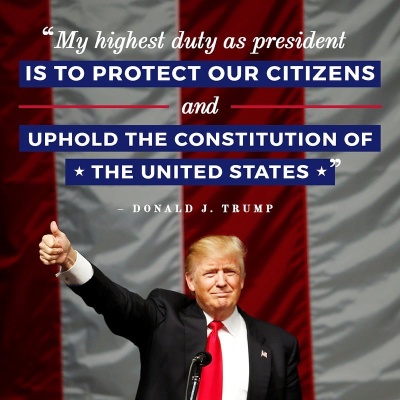 “My highest duty as president
IS TO PROTECT OUR CITIZENS
and
UPHOLD THE CONSTITUTION OF
★ THE UNITED STATES ★”
– DONALD J. TRUMP